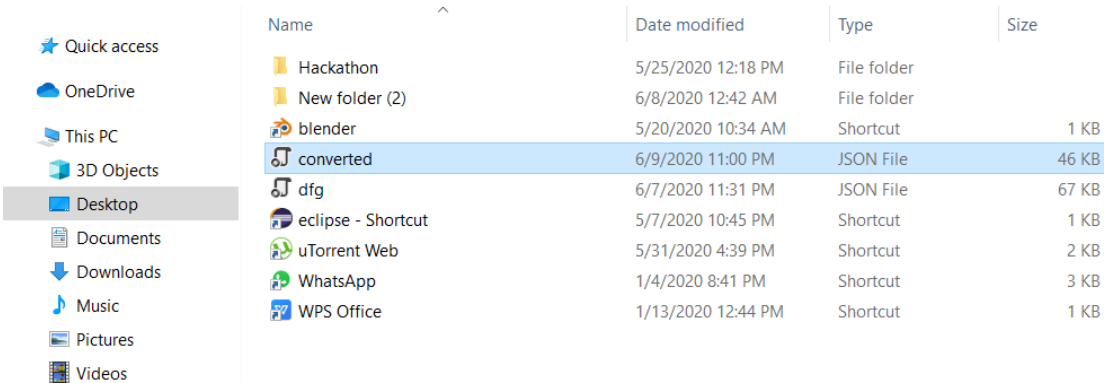 Name Date modified Type Size
Quick access
OneDrive
This PC
3D Objects
Desktop
Documents
Downloads
Music
Pictures
Videos
Hackathon 5/25/2020 12:18 PM File folder
New folder (2) 6/8/2020 12:42 AM File folder
blender 5/20/2020 10:34 AM Shortcut 1 KB
converted 6/9/2020 11:00 PM JSON File 46 KB
dfg 6/7/2020 11:31 PM JSON File 67 KB
eclipse - Shortcut 5/7/2020 10:45 PM Shortcut 1 KB
uTorrent Web 5/31/2020 4:39 PM Shortcut 2 KB
WhatsApp 1/4/2020 8:41 PM Shortcut 3 KB
WPS Office 1/13/2020 12:44 PM Shortcut 1 KB